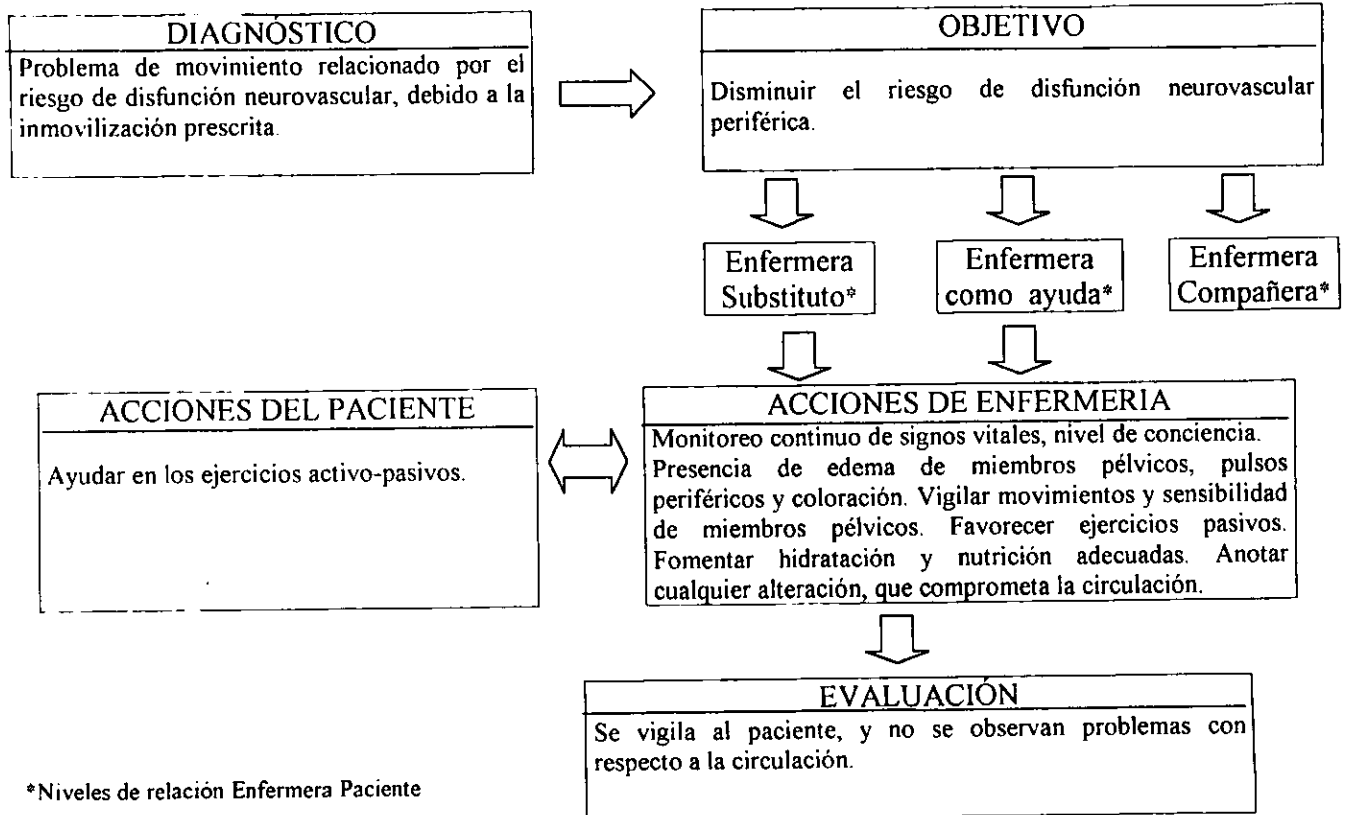 DIAGNÓSTICO
Problema de movimiento relacionado por el
riesgo de disfunción neurovascular, debido a la
inmovilización prescrita.
OBJETIVO
Disminuir el riesgo de disfunción neurovascular
periférica.
Enfermera
Substituto*
Enfermera
como ayuda*
Enfermera
Compañera*
ACCIONES DEL PACIENTE
Ayudar en los ejercicios activo-pasivos.
ACCIONES DE ENFERMERIA
Monitoreo continuo de signos vitales, nivel de conciencia.
Presencia de edema de miembros pélvicos, pulsos
periféricos y coloración. Vigilar movimientos y sensibilidad
de miembros pélvicos. Favorecer ejercicios pasivos.
Fomentar hidratación y nutrición adecuadas. Anotar
cualquier alteración, que comprometa la circulación.
EVALUACIÓN
Se vigila al paciente, y no se observan problemas con
respecto a la circulación.
*Niveles de relación Enfermera Paciente